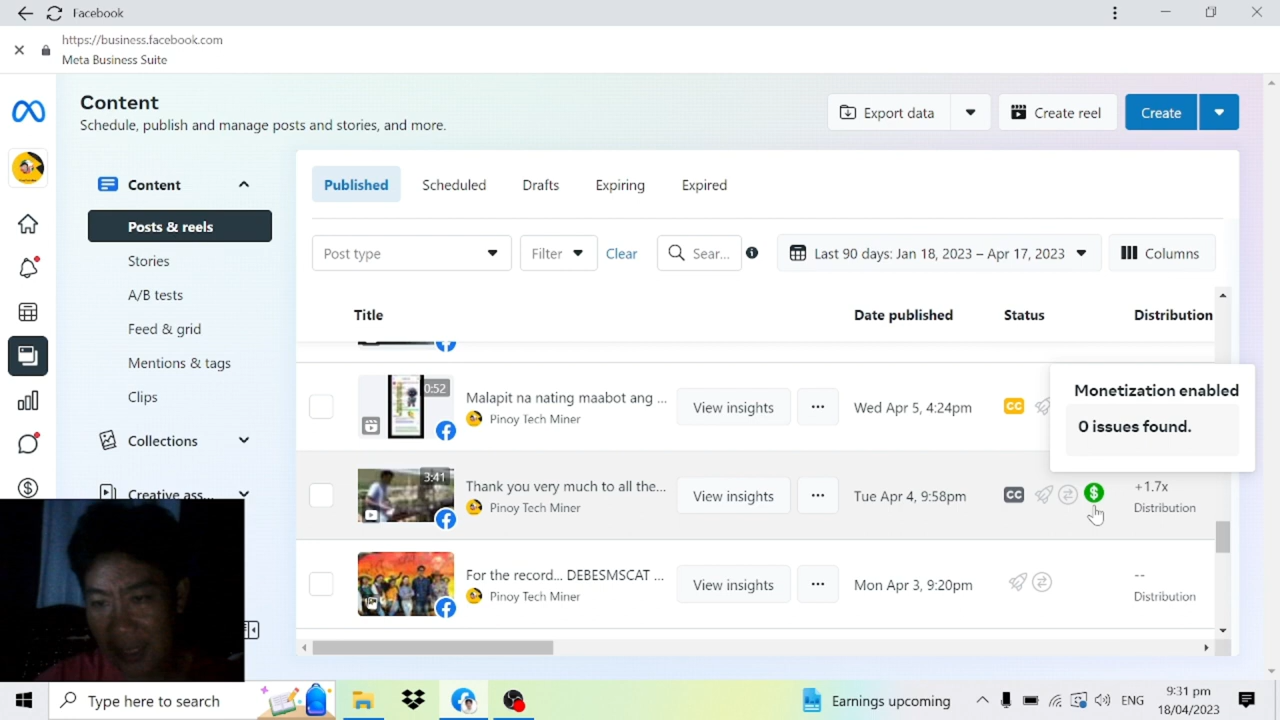 Facebook
https://business.facebook.com
Meta Business Suite
Content
Schedule, publish and manage posts and stories, and more.
Export data
Create reel
Create
Content
Posts & reels
Stories
A/B tests
Feed & grid
Mentions & tags
Clips
Collections
Creative ass...
Published
Scheduled
Drafts
Expiring
Expired
Post type
Filter
Clear
Sear...
Last 90 days: Jan 18, 2023 – Apr 17, 2023
Columns
Title
Date published
Status
Distribution
0:52
Malapit na nating maabot ang ...
Pinoy Tech Miner
View insights
...
Wed Apr 5, 4:24pm
CC
Monetization enabled
0 issues found.
3:41
Thank you very much to all the...
Pinoy Tech Miner
View insights
...
Tue Apr 4, 9:58pm
CC
+1.7x
Distribution
For the record... DEBESMSCAT ...
Pinoy Tech Miner
View insights
...
Mon Apr 3, 9:20pm
--
Distribution
Type here to search
Earnings upcoming
ENG
9:31 pm
18/04/2023